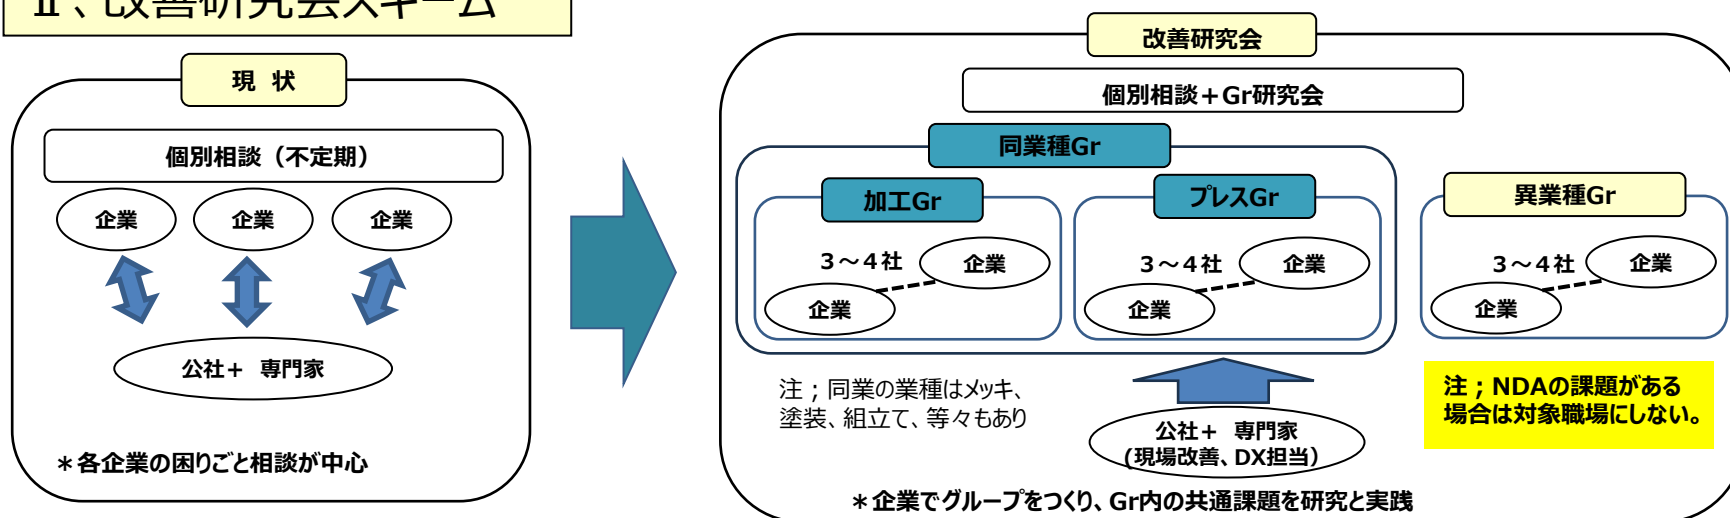 Ⅱ、改善研究会スキーム
現 状
個別相談（不定期）
企業
企業
企業
公社＋ 専門家
＊各企業の困りごと相談が中心
改善研究会
個別相談＋Gr研究会
同業種Gr
加工Gr
3～4社
企業
企業
プレスGr
3～4社
企業
企業
異業種Gr
3～4社
企業
企業
注；同業の業種はメッキ、
塗装、組立て、等々もあり
公社＋ 専門家
(現場改善、DX担当）
注；NDAの課題がある
場合は対象職場にしない。
＊企業でグループをつくり、Gr内の共通課題を研究と実践